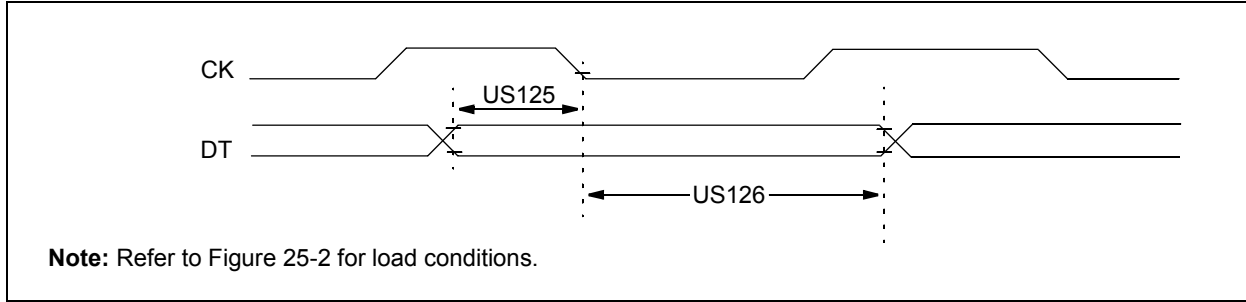 CK
US125
DT
US126
Note: Refer to Figure 25-2 for load conditions.